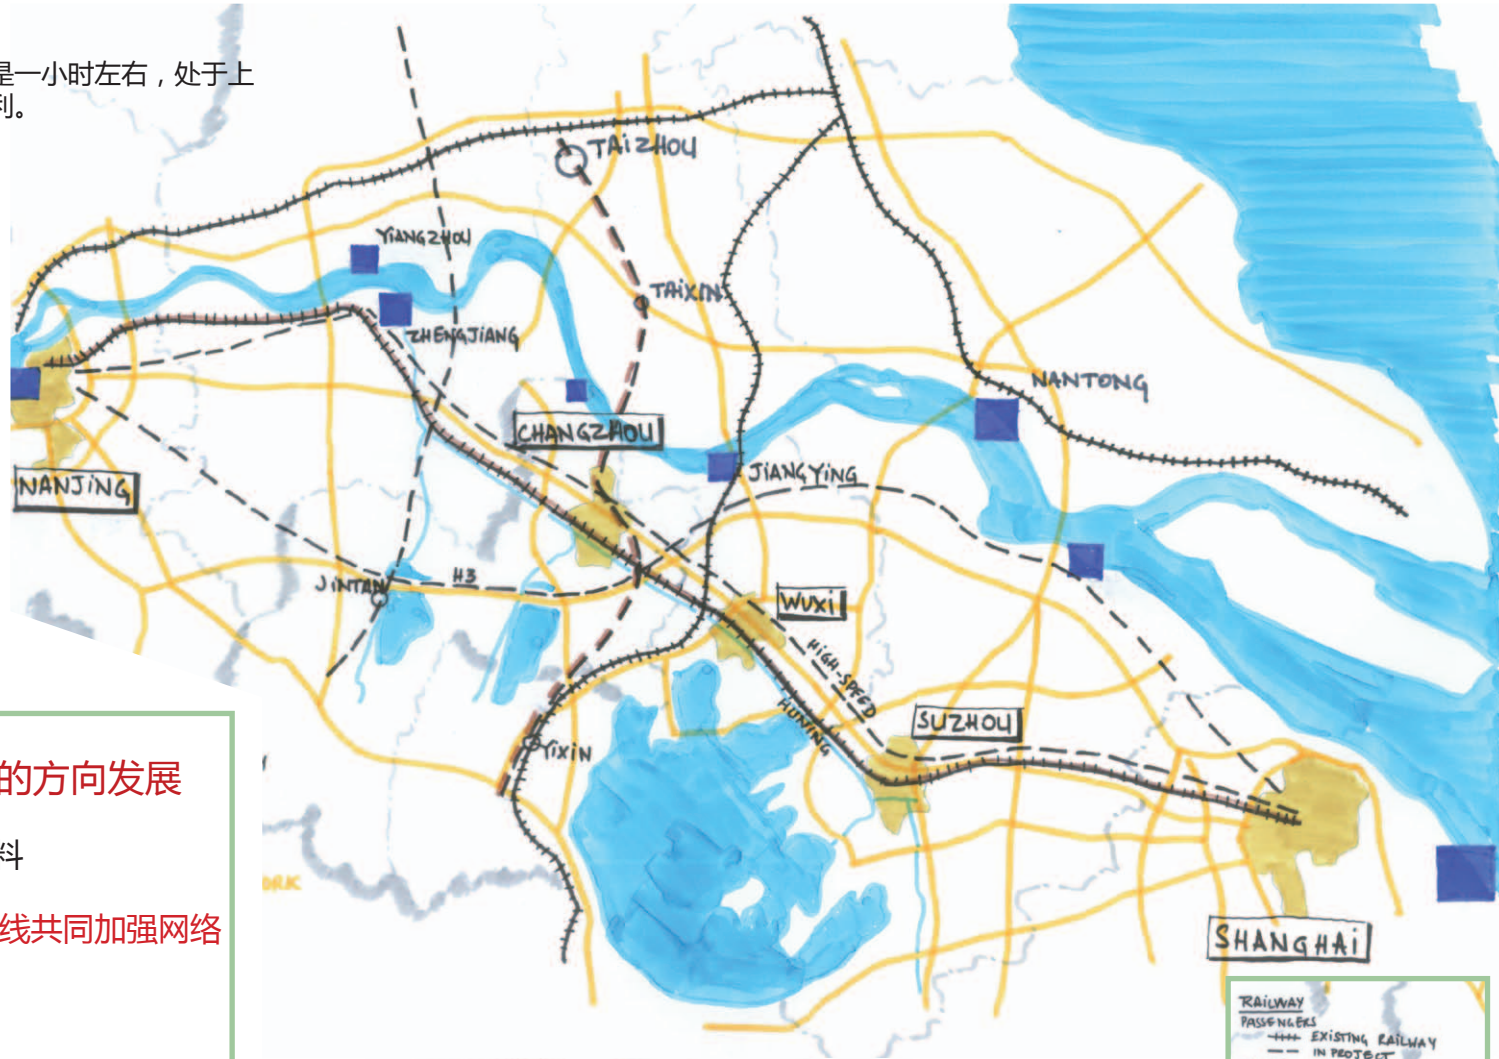 是一小时左右，处于上
利。
TAIZHOU
YIANGZHOU
TAIXIN
ZHENGJIANG
NANTONG
CHANGZHOU
JIANGYING
NANJING
JINTAN
H3
WUXI
HIGH-SPEED
HUNING
SUZHOU
YIXIN
SHANGHAI
的方向发展
料
线共同加强网络
RK
RAILWAY
PASSENGERS
EXISTING RAILWAY
IN PROJECT